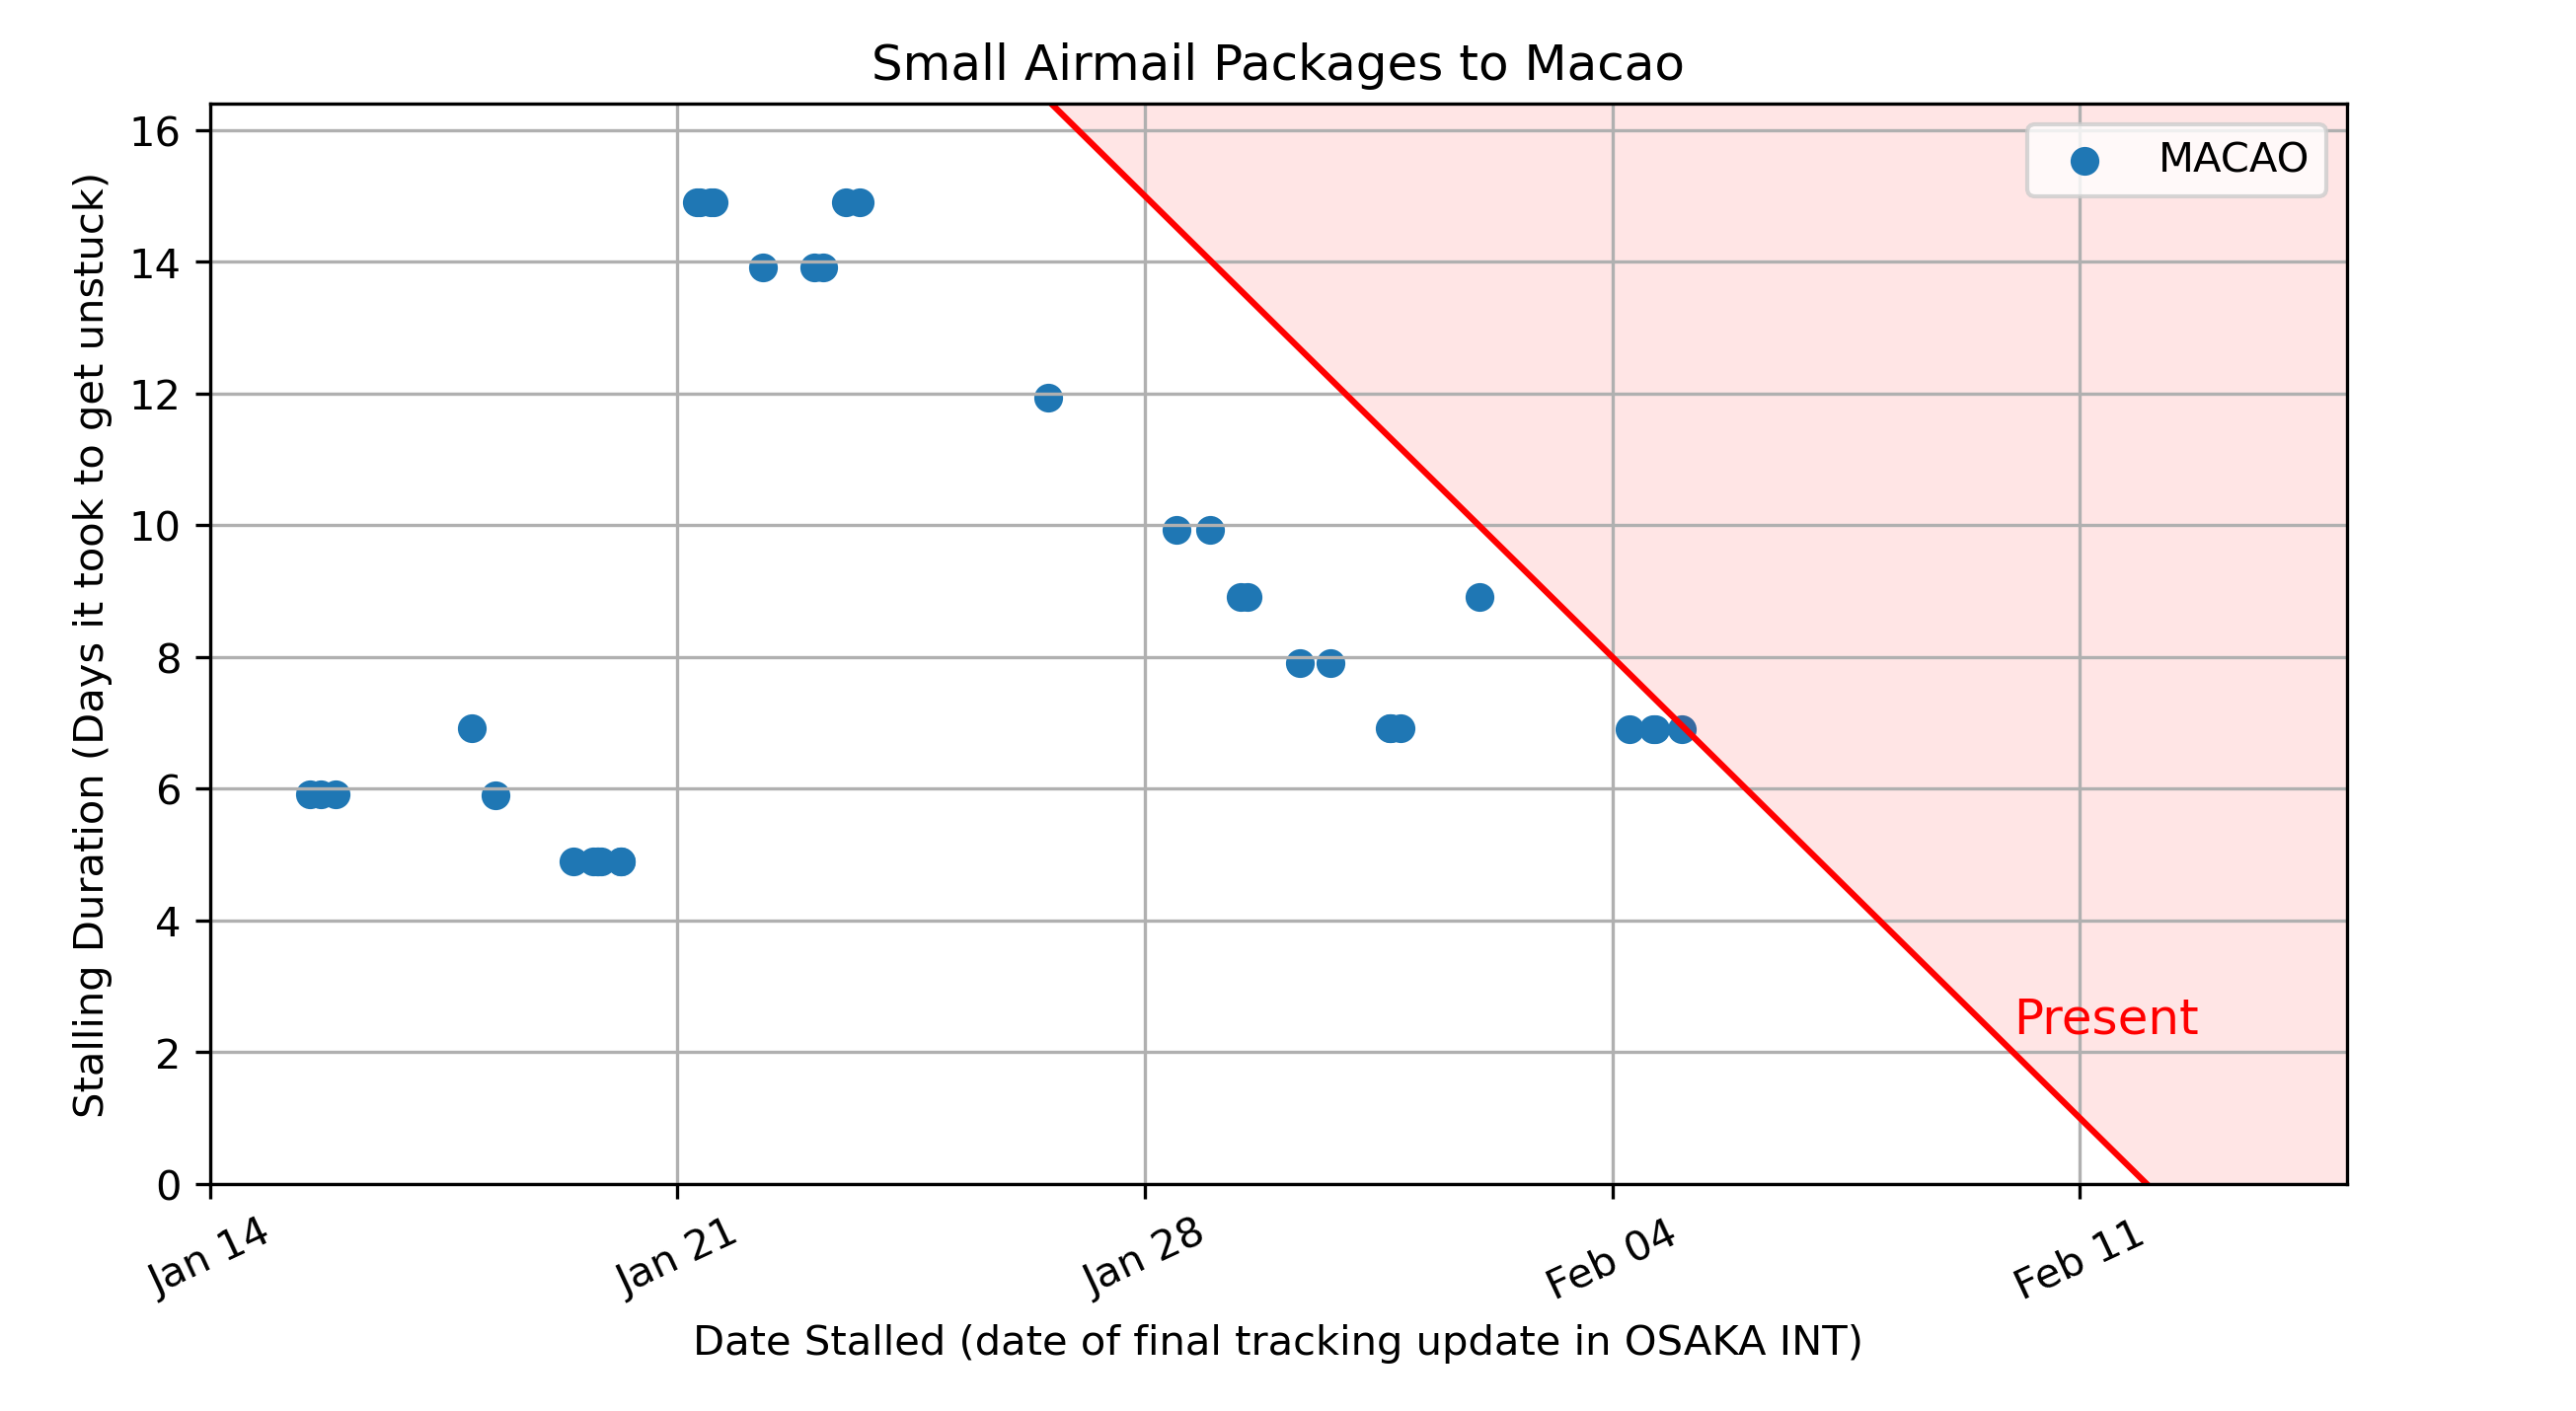 Small Airmail Packages to Macao
Stalling Duration (Days it took to get unstuck)
16
14
12
10
8
6
4
2
0
MACAO
Present
Jan 14
Jan 21
Jan 28
Feb 04
Feb 11
Date Stalled (date of final tracking update in OSAKA INT)